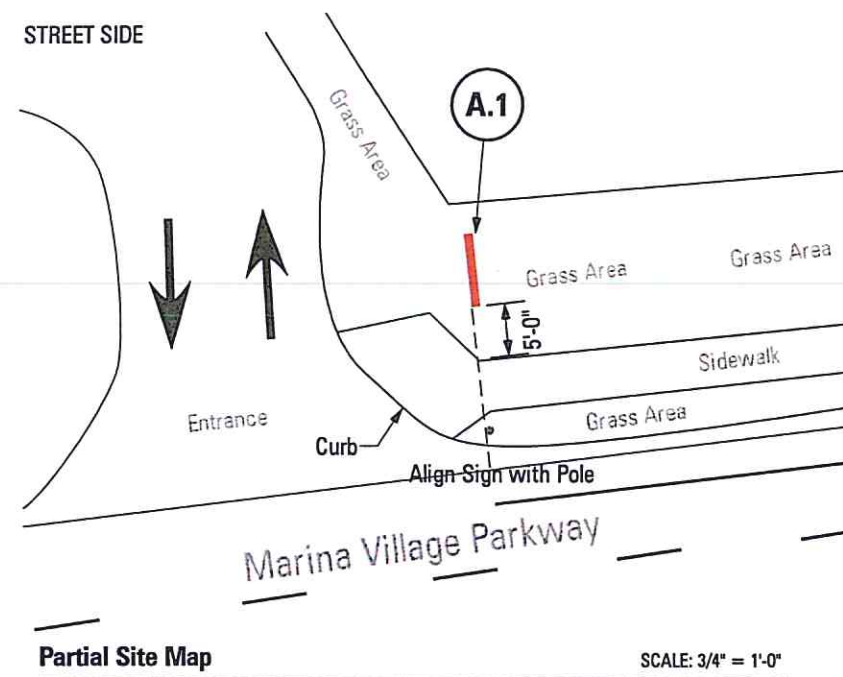 STREET SIDE
Grass Area
A.1
Grass Area
Grass Area
5'-0"
Sidewalk
Entrance
Grass Area
Curb
Align Sign with Pole
Marina Village Parkway
Partial Site Map
SCALE: 3/4" = 1'-0"